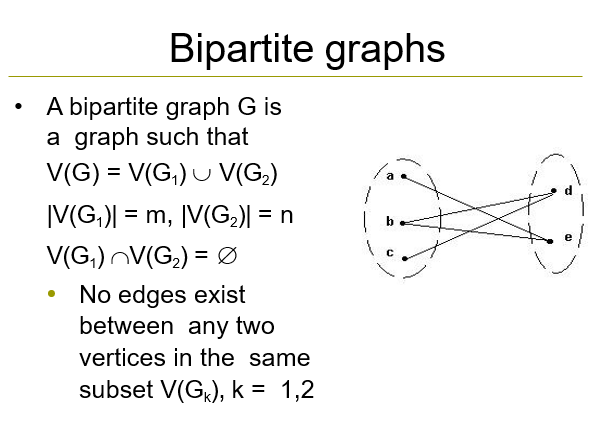 Bipartite graphs
• A bipartite graph G is
a graph such that
V(G) = V(G₁) ∪ V(G₂)
|V(G₁)| = m, |V(G₂)| = n
V(G₁) ∩V(G₂) = ∅
• No edges exist
between any two
vertices in the same
subset V(Gₖ), k = 1,2
a
b
c
d
e